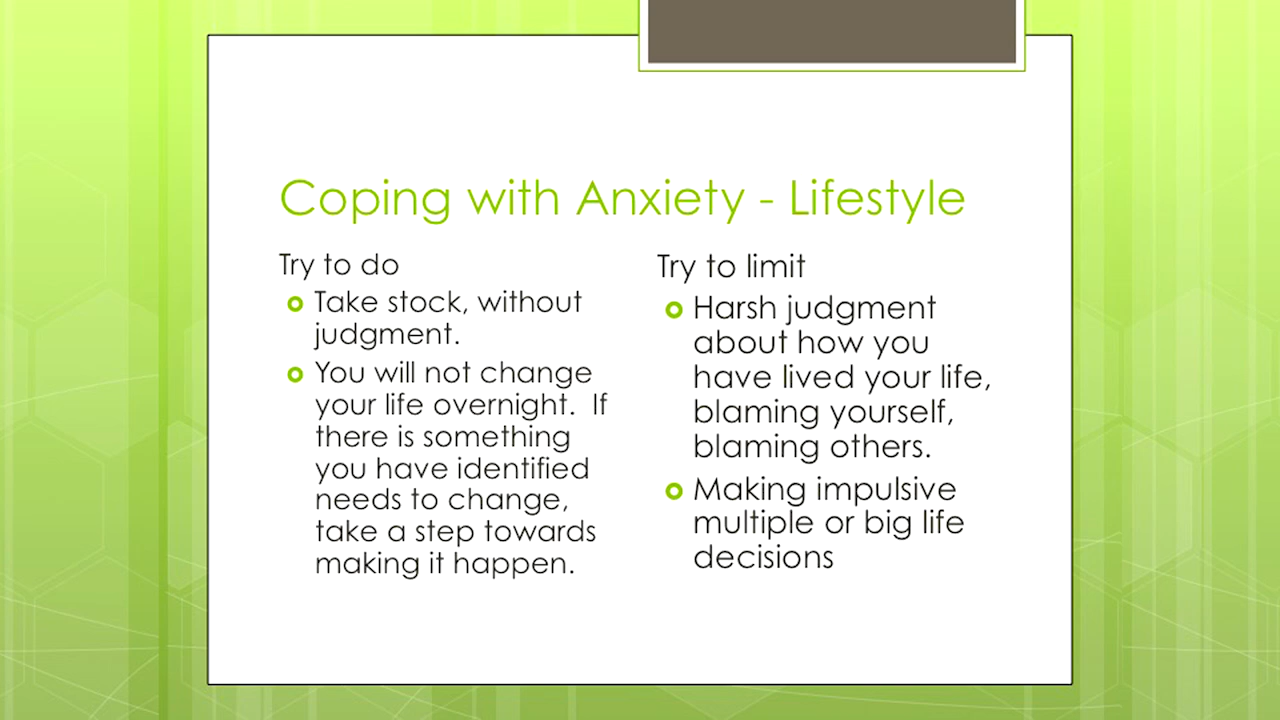 Coping with Anxiety - Lifestyle
Try to do
Take stock, without
judgment.
You will not change
your life overnight.  If
there is something
you have identified
needs to change,
take a step towards
making it happen.
Try to limit
Harsh judgment
about how you
have lived your life,
blaming yourself,
blaming others.
Making impulsive
multiple or big life
decisions